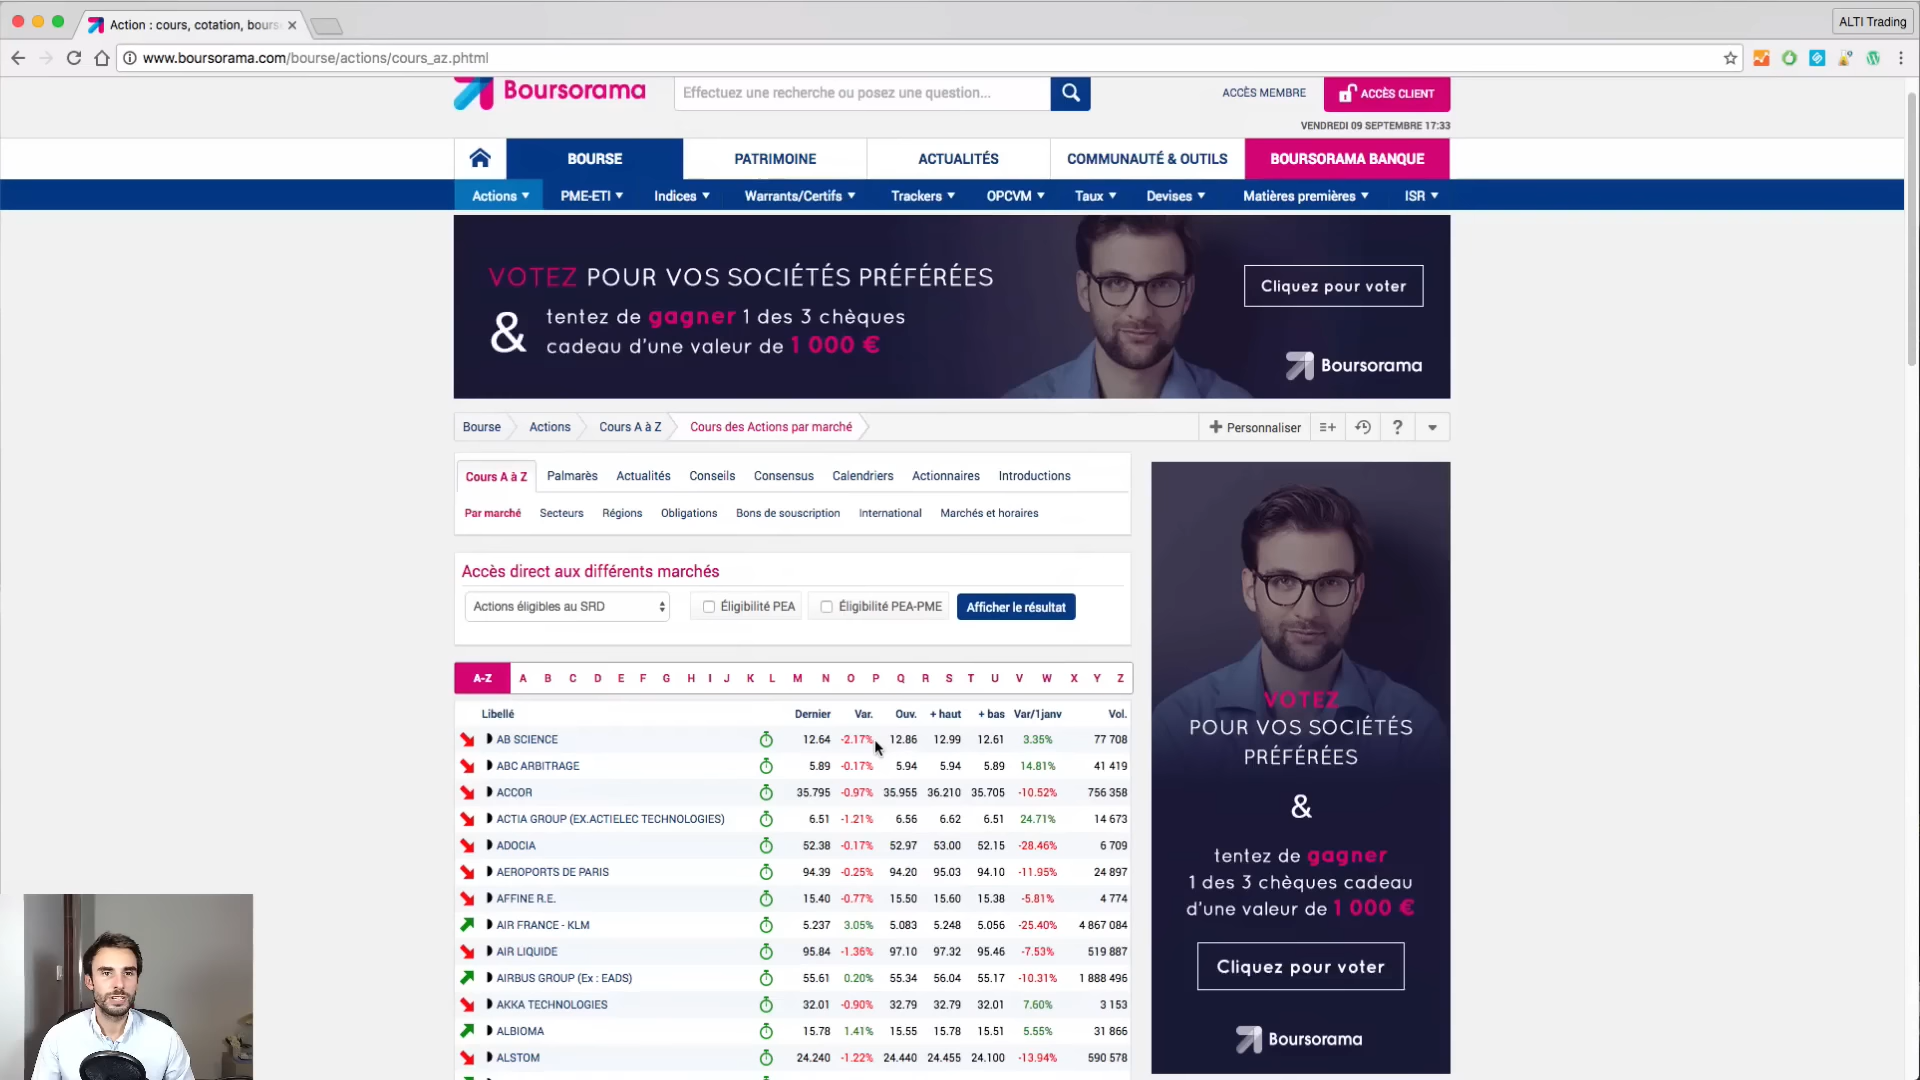 Action : cours, cotation, bours
ALTI Trading
www.boursorama.com/bourse/actions/cours_az.phtml
Boursorama
Effectuez une recherche ou posez une question...
ACCÈS MEMBRE
ACCÈS CLIENT
VENDREDI 09 SEPTEMBRE 17:33
BOURSE PATRIMOINE ACTUALITÉS COMMUNAUTÉ & OUTILS BOURSORAMA BANQUE
Actions PME-ETI Indices Warrants/Certifs Trackers OPCVM Taux Devises Matières premières ISR
VOTEZ POUR VOS SOCIÉTÉS PRÉFÉRÉES
& tentez de gagner 1 des 3 chèques
cadeau d'une valeur de 1 000 €
Cliquez pour voter
Boursorama
Bourse Actions Cours A à Z Cours des Actions par marché
+ Personnaliser ?
Cours A à Z Palmarès Actualités Conseils Consensus Calendriers Actionnaires Introductions
Par marché Secteurs Régions Obligations Bons de souscription International Marchés et horaires
Accès direct aux différents marchés
Actions éligibles au SRD Éligibilité PEA Éligibilité PEA-PME Afficher le résultat
A-Z A B C D E F G H I J K L M N O P Q R S T U V W X Y Z
Libellé Dernier Var. Ouv. + haut + bas Var/1janv Vol.
AB SCIENCE 12.64 -2.17% 12.86 12.99 12.61 3.35% 77 708
ABC ARBITRAGE 5.89 -0.17% 5.94 5.94 5.89 14.81% 41 419
ACCOR 35.795 -0.97% 35.955 36.210 35.705 -10.52% 756 358
ACTIA GROUP (EX.ACTIELEC TECHNOLOGIES) 6.51 -1.21% 6.56 6.62 6.51 24.71% 14 673
ADOCIA 52.38 -0.17% 52.97 53.00 52.15 -28.46% 6 709
AEROPORTS DE PARIS 94.39 -0.25% 94.20 95.03 94.10 -11.95% 24 897
AFFINE R.E. 15.40 -0.77% 15.50 15.60 15.38 -5.81% 4 774
AIR FRANCE - KLM 5.237 3.05% 5.083 5.248 5.056 -25.40% 4 867 084
AIR LIQUIDE 95.84 -1.36% 97.10 97.32 95.46 -7.53% 519 887
AIRBUS GROUP (Ex : EADS) 55.61 0.20% 55.34 56.04 55.17 -10.31% 1 888 496
AKKA TECHNOLOGIES 32.01 -0.90% 32.79 32.79 32.01 7.60% 3 153
ALBIOMA 15.78 1.41% 15.55 15.78 15.51 5.55% 31 866
ALSTOM 24.240 -1.22% 24.440 24.455 24.100 -13.94% 590 578
VOTEZ
POUR VOS SOCIÉTÉS
PRÉFÉRÉES
&
tentez de gagner
1 des 3 chèques cadeau
d'une valeur de 1 000 €
Cliquez pour voter
Boursorama